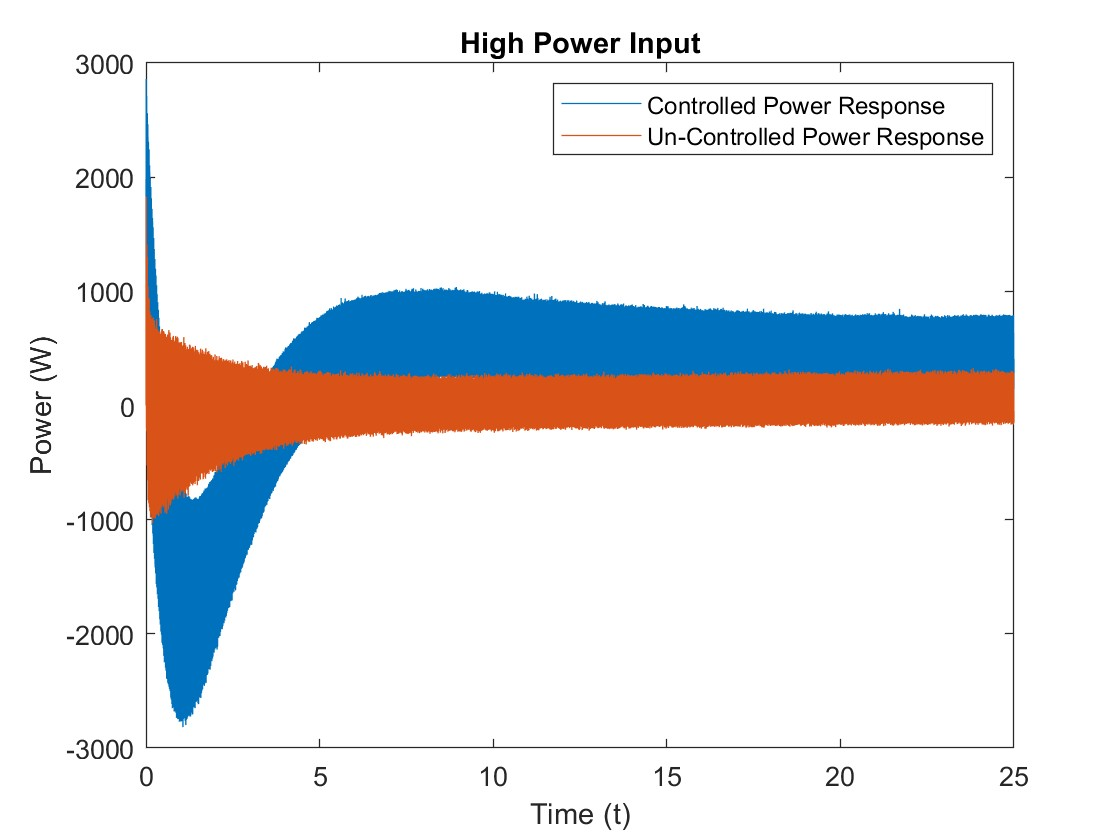 High Power Input
3000
2000
1000
0
-1000
-2000
-3000
Power (W)
Controlled Power Response
Un-Controlled Power Response
0 5 10 15 20 25
Time (t)